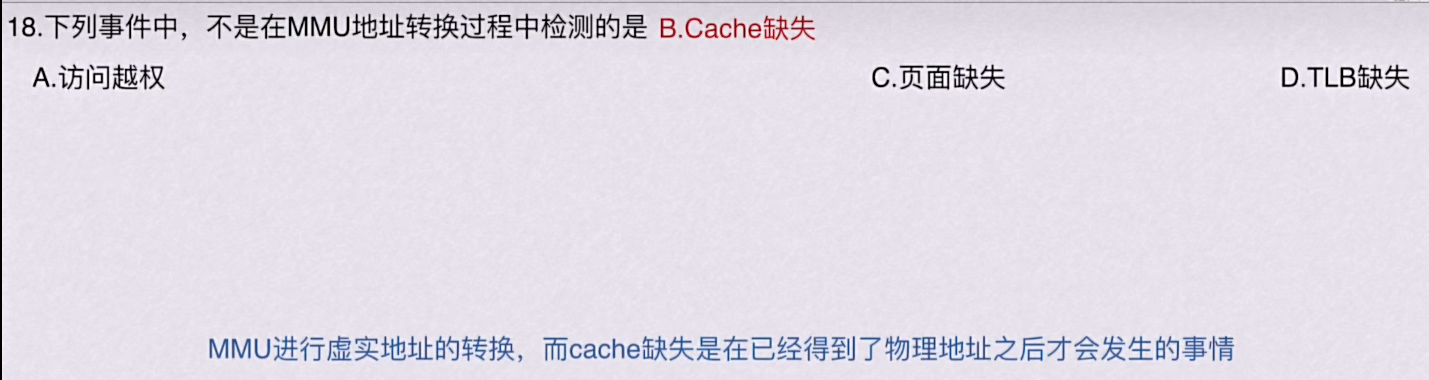 18.下列事件中，不是在MMU地址转换过程中检测的是 B.Cache缺失
A.访问越权 C.页面缺失 D.TLB缺失
MMU进行虚实地址的转换，而cache缺失是在已经得到了物理地址之后才会发生的事情